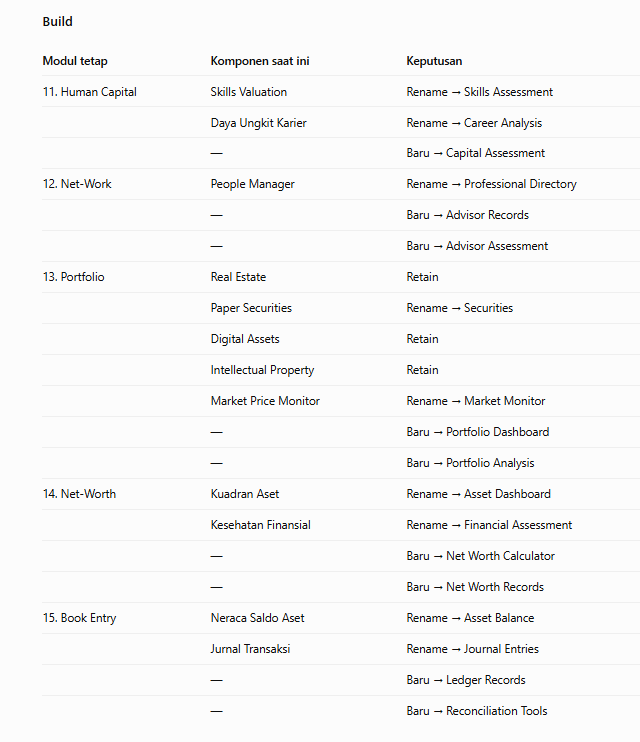 Build
Modul tetap Komponen saat ini Keputusan
11. Human Capital Skills Valuation Rename → Skills Assessment
Daya Ungkit Karier Rename → Career Analysis
— Baru → Capital Assessment
12. Net-Work People Manager Rename → Professional Directory
— Baru → Advisor Records
— Baru → Advisor Assessment
13. Portfolio Real Estate Retain
Paper Securities Rename → Securities
Digital Assets Retain
Intellectual Property Retain
Market Price Monitor Rename → Market Monitor
— Baru → Portfolio Dashboard
— Baru → Portfolio Analysis
14. Net-Worth Kuadran Aset Rename → Asset Dashboard
Kesehatan Finansial Rename → Financial Assessment
— Baru → Net Worth Calculator
— Baru → Net Worth Records
15. Book Entry Neraca Saldo Aset Rename → Asset Balance
Jurnal Transaksi Rename → Journal Entries
— Baru → Ledger Records
— Baru → Reconciliation Tools